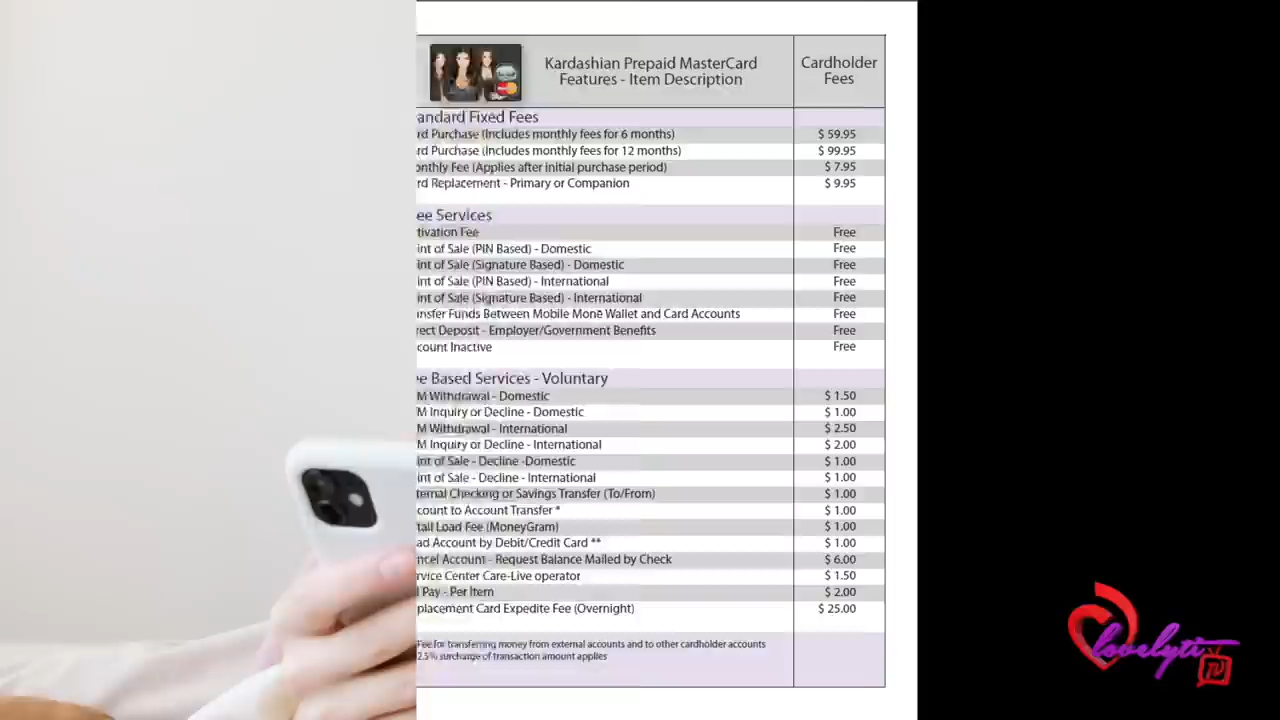 Kardashian Prepaid MasterCard
Features - Item Description
Cardholder
Fees
andard Fixed Fees
rd Purchase (Includes monthly fees for 6 months) $ 59.95
rd Purchase (Includes monthly fees for 12 months) $ 99.95
onthly Fee (Applies after initial purchase period) $ 7.95
rd Replacement - Primary or Companion $ 9.95
ee Services
tivation Fee Free
int of Sale (PIN Based) - Domestic Free
int of Sale (Signature Based) - Domestic Free
int of Sale (PIN Based) - International Free
int of Sale (Signature Based) - International Free
ansfer Funds Between Mobile Monē Wallet and Card Accounts Free
rect Deposit - Employer/Government Benefits Free
count Inactive Free
ee Based Services - Voluntary
M Withdrawal - Domestic $ 1.50
M Inquiry or Decline - Domestic $ 1.00
M Withdrawal - International $ 2.50
M Inquiry or Decline - International $ 2.00
int of Sale - Decline -Domestic $ 1.00
int of Sale - Decline - International $ 1.00
ternal Checking or Savings Transfer (To/From) $ 1.00
count to Account Transfer * $ 1.00
tail Load Fee (MoneyGram) $ 1.00
ad Account by Debit/Credit Card ** $ 1.00
ncel Account - Request Balance Mailed by Check $ 6.00
rvice Center Care-Live operator $ 1.50
l Pay - Per Item $ 2.00
placement Card Expedite Fee (Overnight) $ 25.00
Fee for transferring money from external accounts and to other cardholder accounts
2.5% surcharge of transaction amount applies
lovelyti
TV